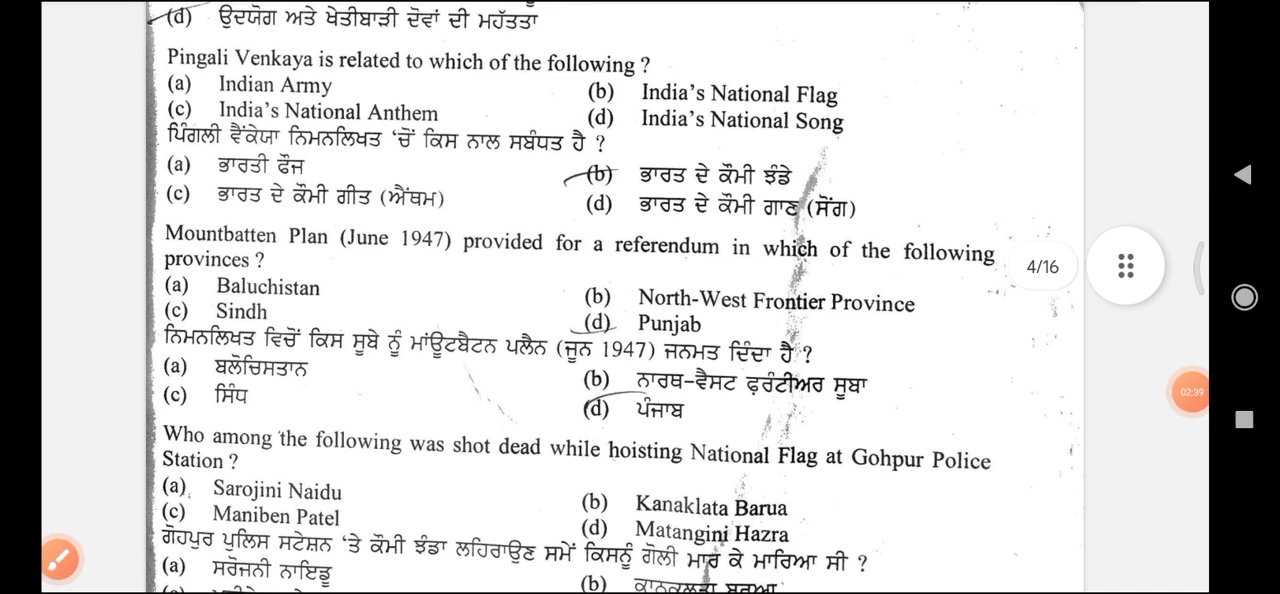 (d) ਉਦਯੋਗ ਅਤੇ ਖੇਤੀਬਾੜੀ ਦੋਵਾਂ ਦੀ ਮਹੱਤਤਾ
Pingali Venkaya is related to which of the following ?
(a) Indian Army (b) India's National Flag
(c) India's National Anthem (d) India's National Song
ਪਿੰਗਲੀ ਵੈਂਕੇਯਾ ਨਿਮਨਲਿਖਤ 'ਚੋਂ ਕਿਸ ਨਾਲ ਸਬੰਧਤ ਹੈ ?
(a) ਭਾਰਤੀ ਫੌਜ (b) ਭਾਰਤ ਦੇ ਕੌਮੀ ਝੰਡੇ
(c) ਭਾਰਤ ਦੇ ਕੌਮੀ ਗੀਤ (ਐਂਥਮ) (d) ਭਾਰਤ ਦੇ ਕੌਮੀ ਗਾਣ (ਸੌਂਗ)
Mountbatten Plan (June 1947) provided for a referendum in which of the following
provinces ?
(a) Baluchistan (b) North-West Frontier Province
(c) Sindh (d) Punjab
ਨਿਮਨਲਿਖਤ ਵਿਚੋਂ ਕਿਸ ਸੂਬੇ ਨੂੰ ਮਾਂਊਟਬੈਟਨ ਪਲੈਨ (ਜੂਨ 1947) ਜਨਮਤ ਦਿੰਦਾ ਹੈ ?
(a) ਬਲੋਚਿਸਤਾਨ (b) ਨਾਰਥ-ਵੈਸਟ ਫ਼ਰੰਟੀਅਰ ਸੂਬਾ
(c) ਸਿੰਧ (d) ਪੰਜਾਬ
Who among the following was shot dead while hoisting National Flag at Gohpur Police
Station ?
(a) Sarojini Naidu (b) Kanaklata Barua
(c) Maniben Patel (d) Matangini Hazra
ਗੋਹਪੁਰ ਪੁਲਿਸ ਸਟੇਸ਼ਨ 'ਤੇ ਕੌਮੀ ਝੰਡਾ ਲਹਿਰਾਉਣ ਸਮੇਂ ਕਿਸਨੂੰ ਗੋਲੀ ਮਾਰ ਕੇ ਮਾਰਿਆ ਸੀ ?
(a) ਸਰੋਜਨੀ ਨਾਇਡੂ (b)
4/16
02:39